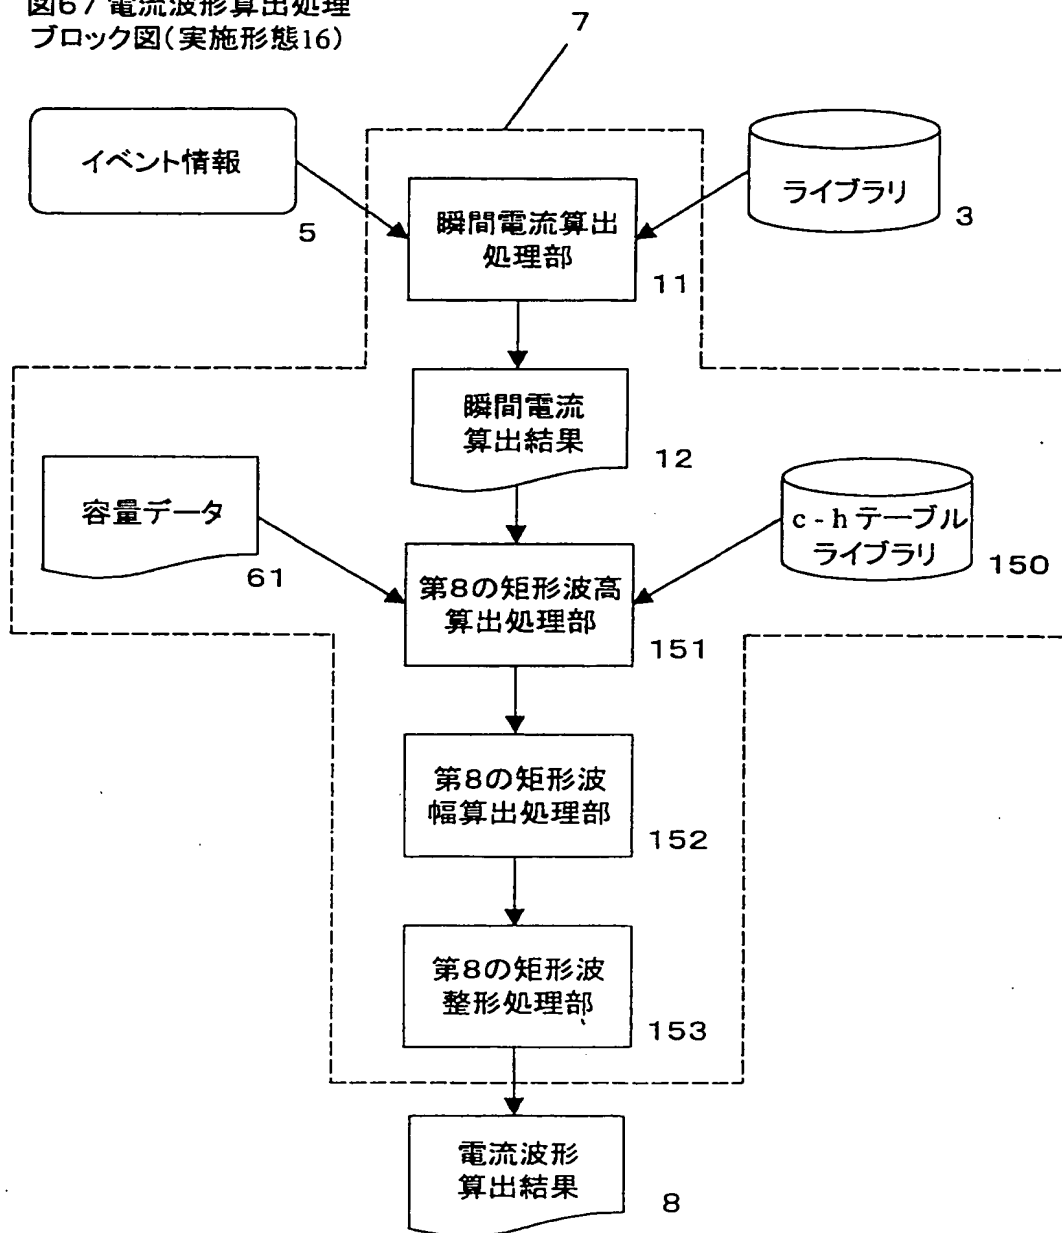 図67 電流波形算出処理
ブロック図(実施形態16)
7
イベント情報
5
ライブラリ
3
瞬間電流算出
処理部
11
瞬間電流
算出結果
12
容量データ
61
c-hテーブル
ライブラリ
150
第8の矩形波高
算出処理部
151
第8の矩形波
幅算出処理部
152
第8の矩形波
整形処理部
153
電流波形
算出結果
8